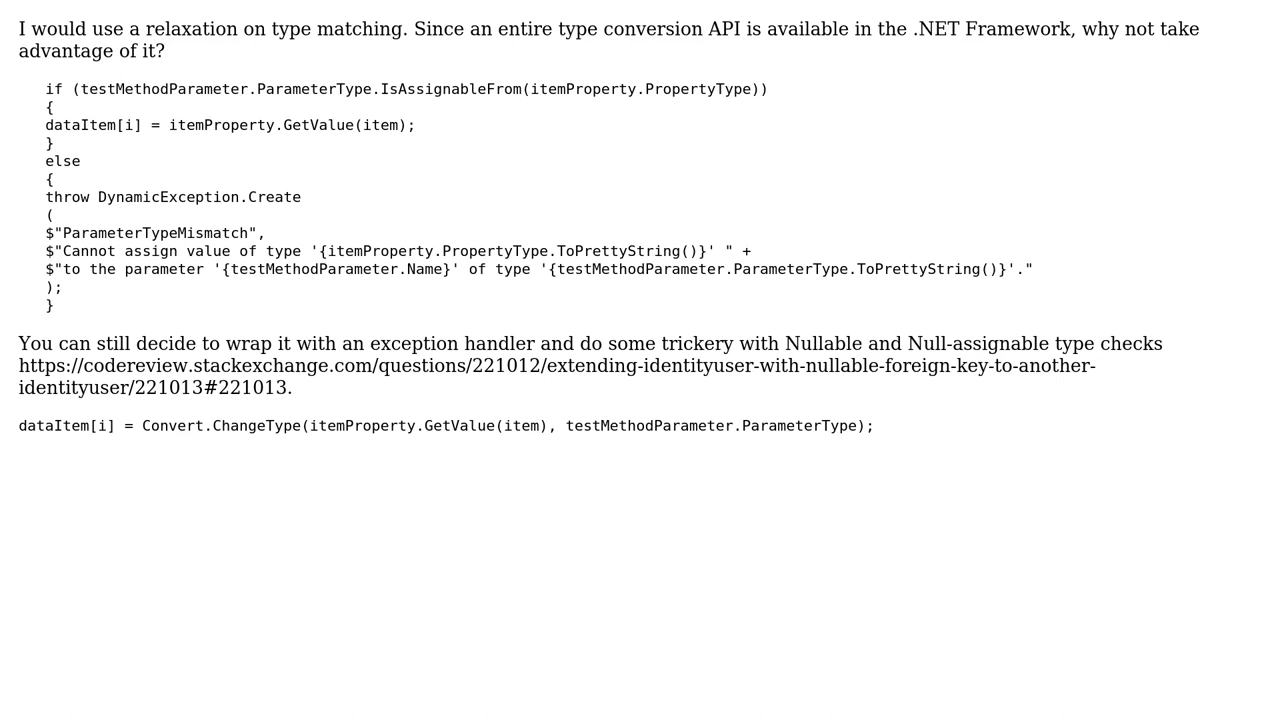 I would use a relaxation on type matching. Since an entire type conversion API is available in the .NET Framework, why not take
advantage of it?
if (testMethodParameter.ParameterType.IsAssignableFrom(itemProperty.PropertyType))
{
dataItem[i] = itemProperty.GetValue(item);
}
else
{
throw DynamicException.Create
(
$"ParameterTypeMismatch",
$"Cannot assign value of type '{itemProperty.PropertyType.ToPrettyString()}' " +
$"to the parameter '{testMethodParameter.Name}' of type '{testMethodParameter.ParameterType.ToPrettyString()}'."
);
}
You can still decide to wrap it with an exception handler and do some trickery with Nullable and Null-assignable type checks
https://codereview.stackexchange.com/questions/221012/extending-identityuser-with-nullable-foreign-key-to-another-
identityuser/221013#221013.
dataItem[i] = Convert.ChangeType(itemProperty.GetValue(item), testMethodParameter.ParameterType);